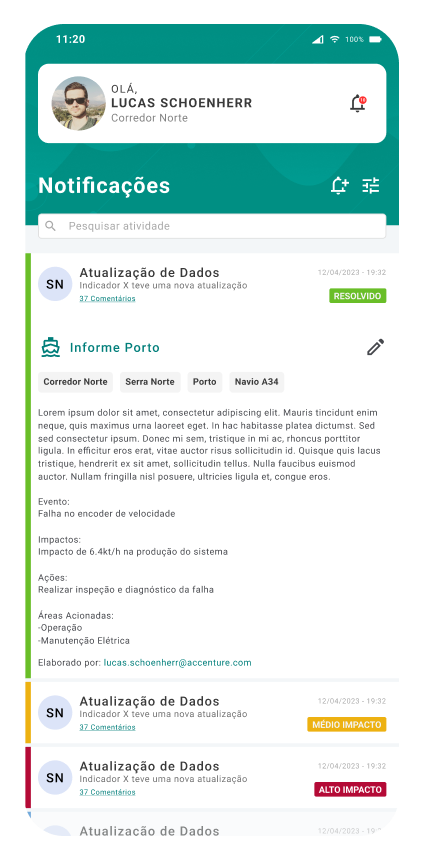 11:20
100%
OLÁ,
LUCAS SCHOENHERR
Corredor Norte
Notificações
Pesquisar atividade
SN
Atualização de Dados
12/04/2023 - 19:32
Indicador X teve uma nova atualização
37 Comentários
RESOLVIDO
Informe Porto
Corredor Norte Serra Norte Porto Navio A34
Lorem ipsum dolor sit amet, consectetur adipiscing elit. Mauris tincidunt enim
neque, quis maximus urna laoreet eget. In hac habitasse platea dictumst. Sed
sed consectetur ipsum. Donec mi sem, tristique in mi ac, rhoncus porttitor
ligula. In efficitur eros erat, vitae auctor risus sollicitudin id. Quisque quis lacus
tristique, hendrerit ex sit amet, sollicitudin tellus. Nulla faucibus euismod
auctor. Nullam fringilla nisl posuere, ultricies ligula et, congue eros.
Evento:
Falha no encoder de velocidade
Impactos:
Impacto de 6.4kt/h na produção do sistema
Ações:
Realizar inspeção e diagnóstico da falha
Áreas Acionadas:
-Operação
-Manutenção Elétrica
Elaborado por: lucas.schoenherr@accenture.com
SN
Atualização de Dados
12/04/2023 - 19:32
Indicador X teve uma nova atualização
37 Comentários
MÉDIO IMPACTO
SN
Atualização de Dados
12/04/2023 - 19:32
Indicador X teve uma nova atualização
37 Comentários
ALTO IMPACTO
SN
Atualização de Dados
12/04/2023 - 19: